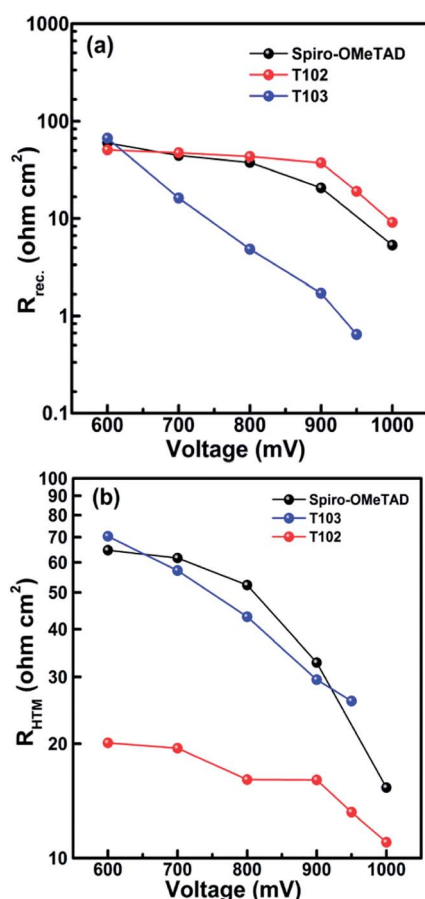 (a)
Spiro-OMeTAD
T102
T103
1000
100
10
1
0.1
R_rec. (ohm cm²)
600 700 800 900 1000
Voltage (mV)
(b)
Spiro-OMeTAD
T103
T102
100
90
80
70
60
50
40
30
20
10
R_HTM (ohm cm²)
600 700 800 900 1000
Voltage (mV)